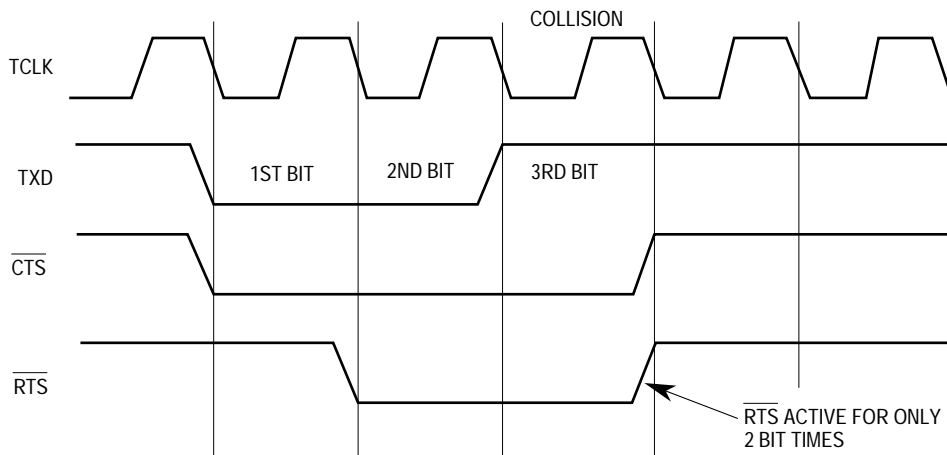 COLLISION
TCLK
TXD
1ST BIT
2ND BIT
3RD BIT
CTS
RTS
RTS ACTIVE FOR ONLY
2 BIT TIMES